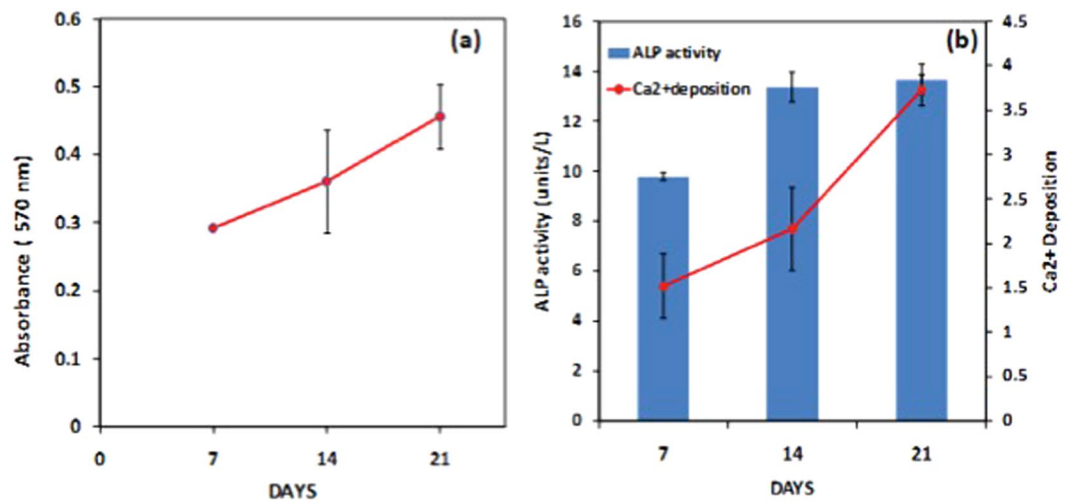 (a)
0.6
0.5
0.4
0.3
0.2
0.1
0
Absorbance ( 570 nm)
0 7 14 21
DAYS
(b)
ALP activity
Ca2+deposition
16
14
12
10
8
6
4
2
0
ALP activity (units/L)
4.5
4
3.5
3
2.5
2
1.5
1
0.5
0
Ca2+ Deposition
7 14 21
DAYS